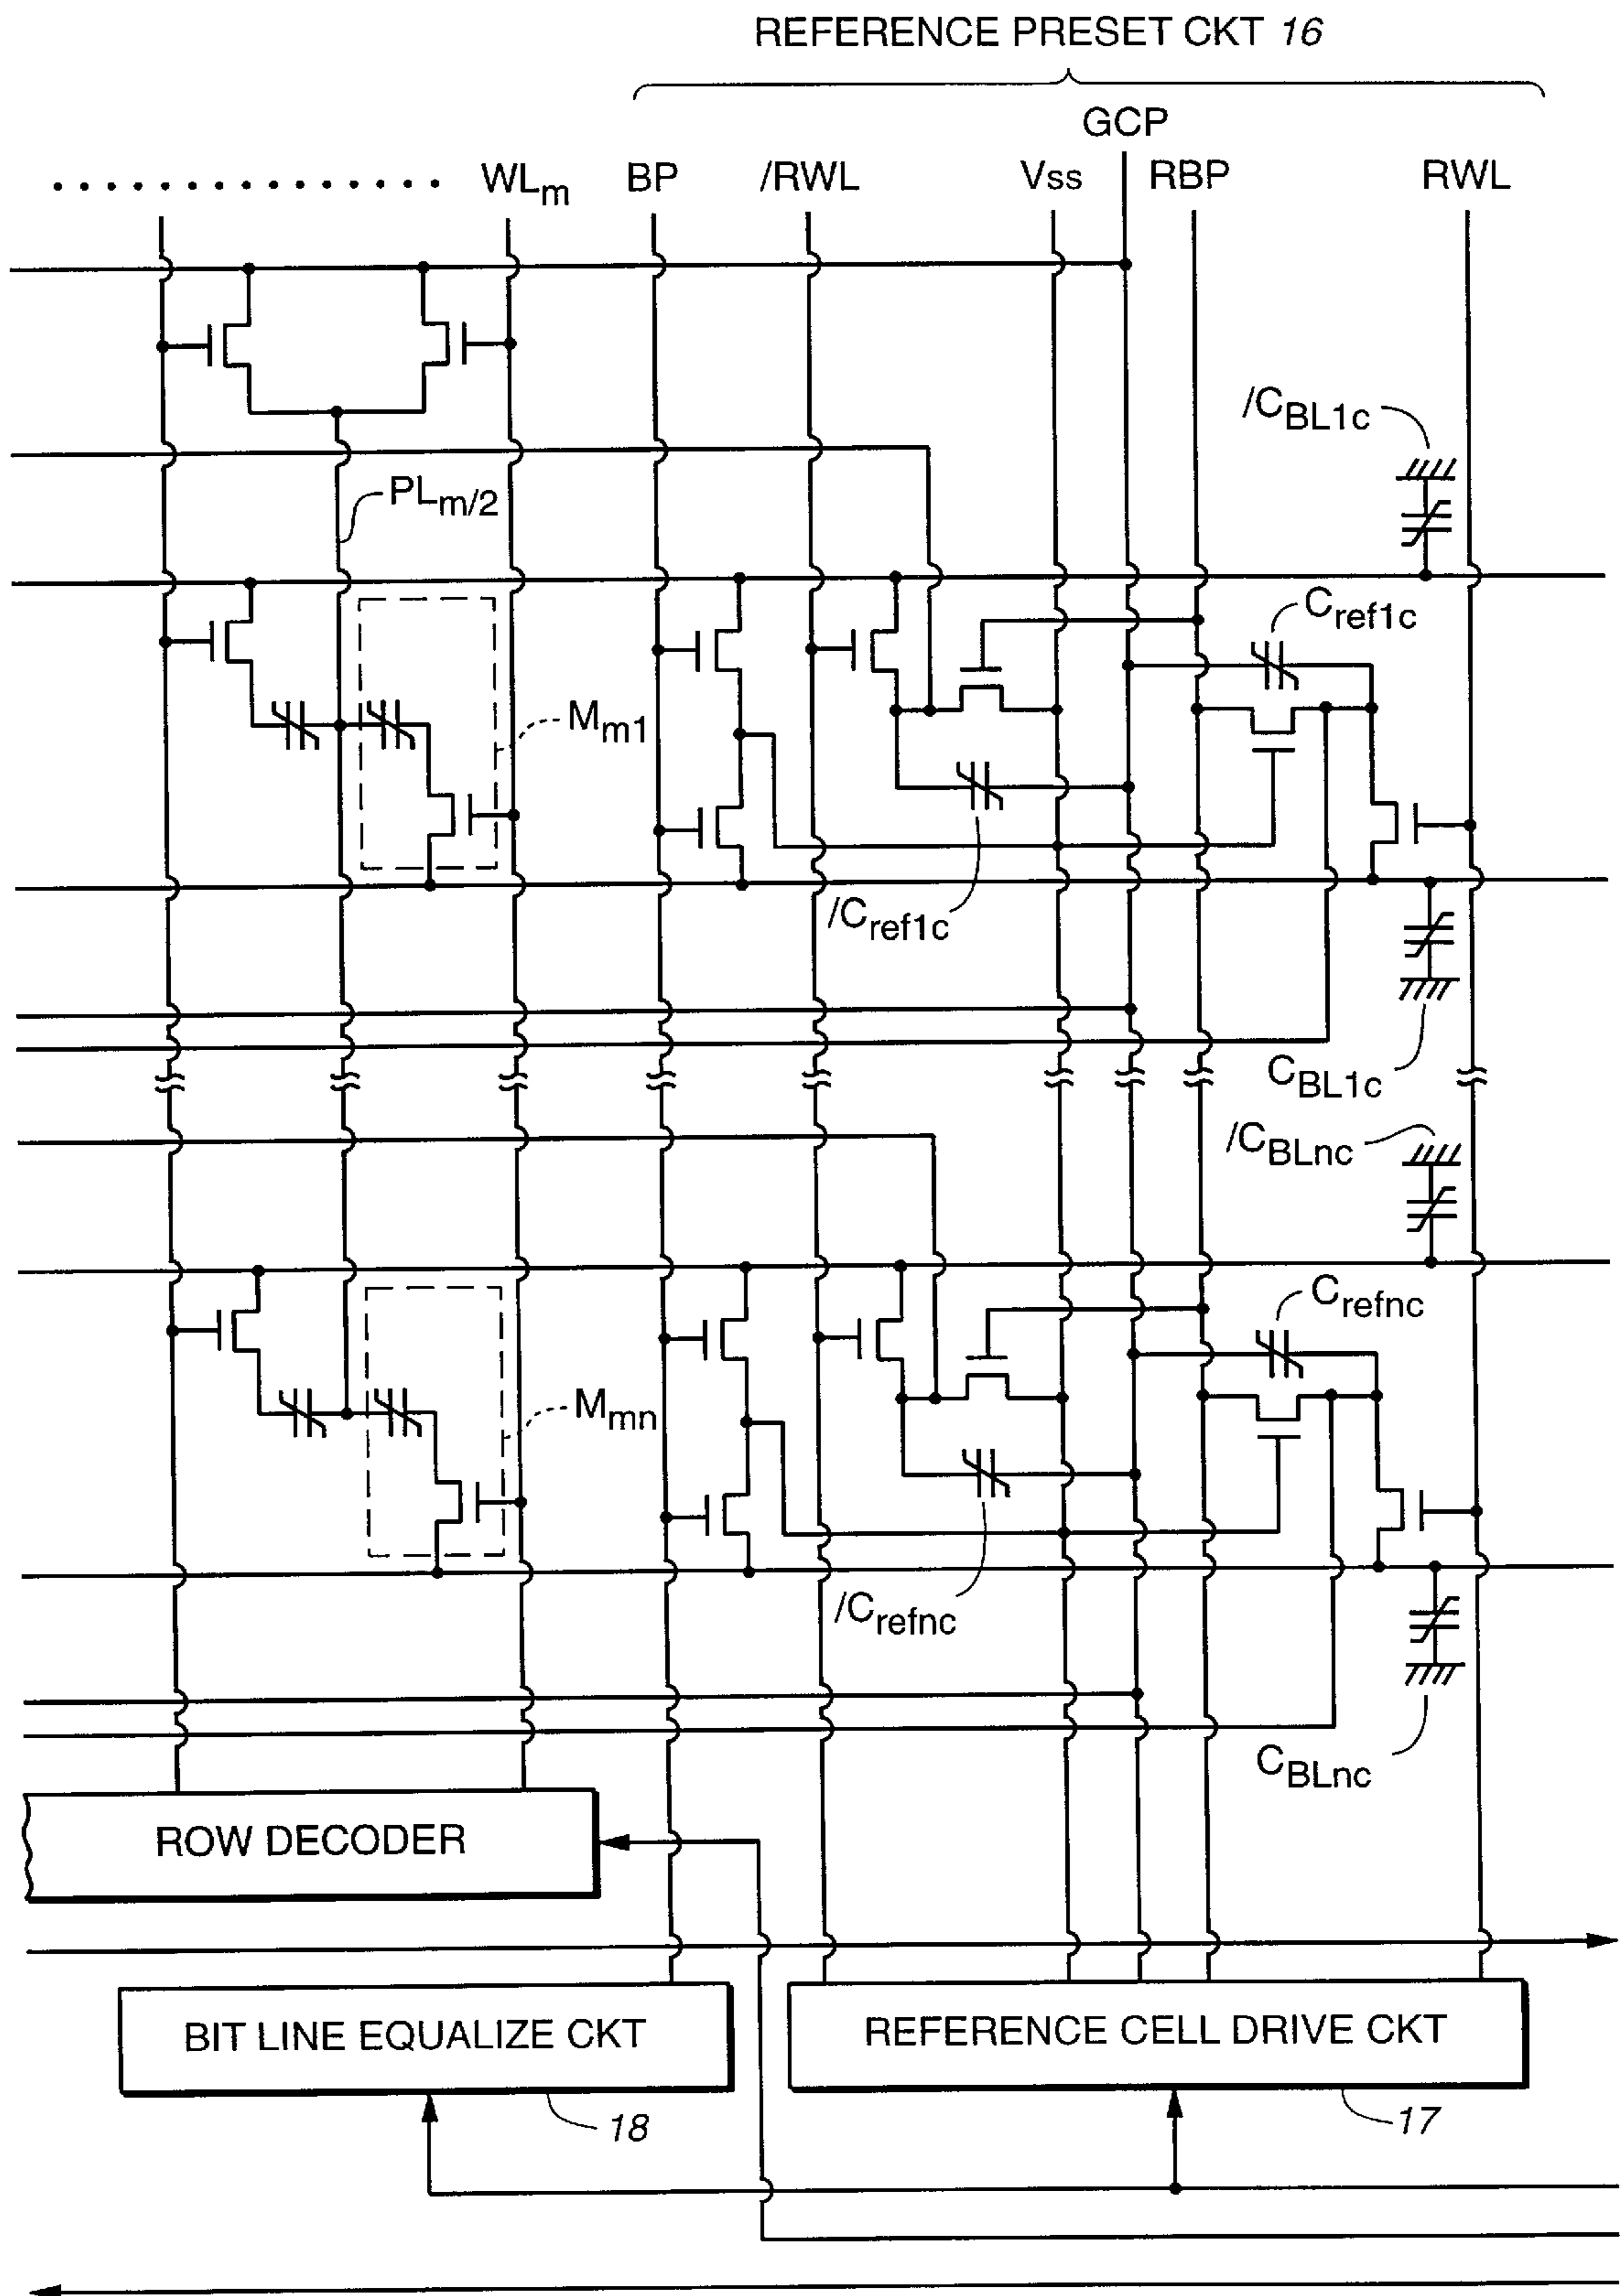 REFERENCE PRESET CKT 16
GCP
WLm BP /RWL Vss RBP RWL
/CBL1c
PLm/2
Cref1c
Mm1
/Cref1c
CBL1c
/CBLnc
Crefnc
Mmn
/Crefnc
CBLnc
ROW DECODER
BIT LINE EQUALIZE CKT
REFERENCE CELL DRIVE CKT
18
17